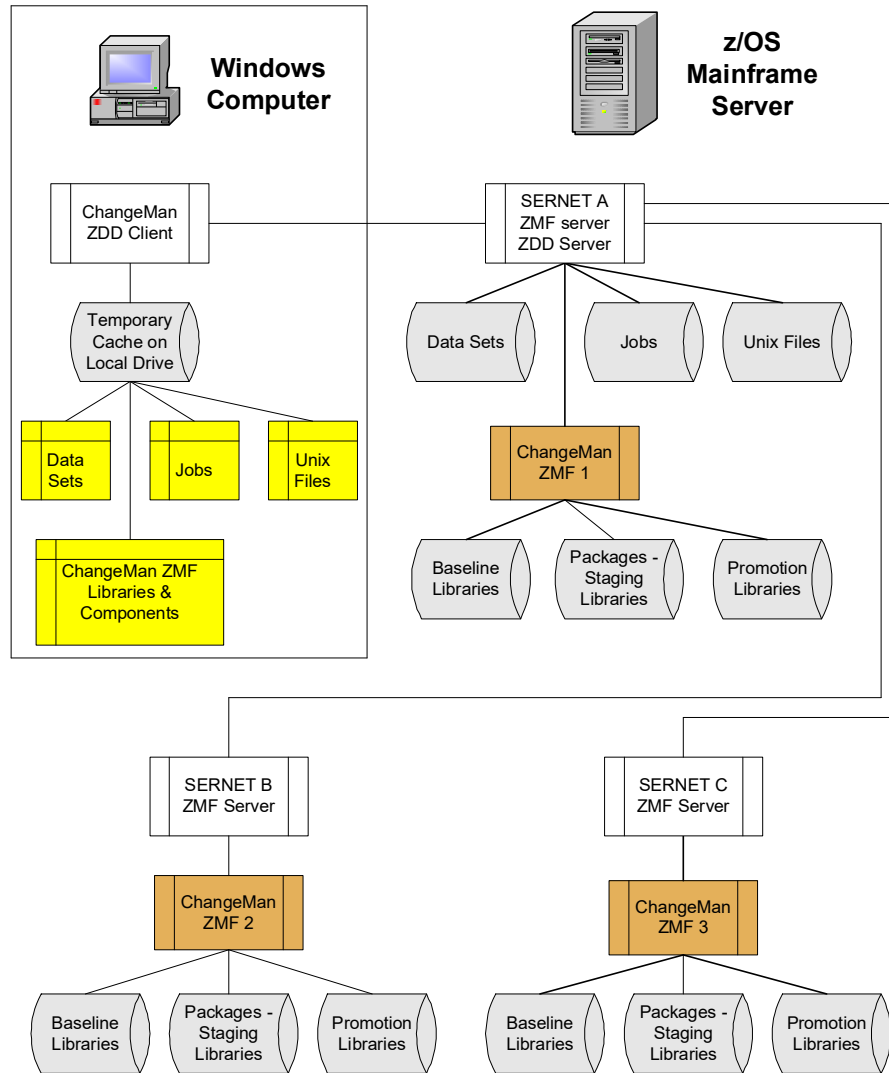 Windows
Computer
z/OS
Mainframe
Server
ChangeMan
ZDD Client
SERNET A
ZMF server
ZDD Server
Temporary
Cache on
Local Drive
Data Sets
Jobs
Unix Files
Data
Sets
Jobs
Unix
Files
ChangeMan
ZMF 1
ChangeMan ZMF
Libraries &
Components
Baseline
Libraries
Packages -
Staging
Libraries
Promotion
Libraries
SERNET B
ZMF Server
SERNET C
ZMF Server
ChangeMan
ZMF 2
ChangeMan
ZMF 3
Baseline
Libraries
Packages -
Staging
Libraries
Promotion
Libraries
Baseline
Libraries
Packages -
Staging
Libraries
Promotion
Libraries